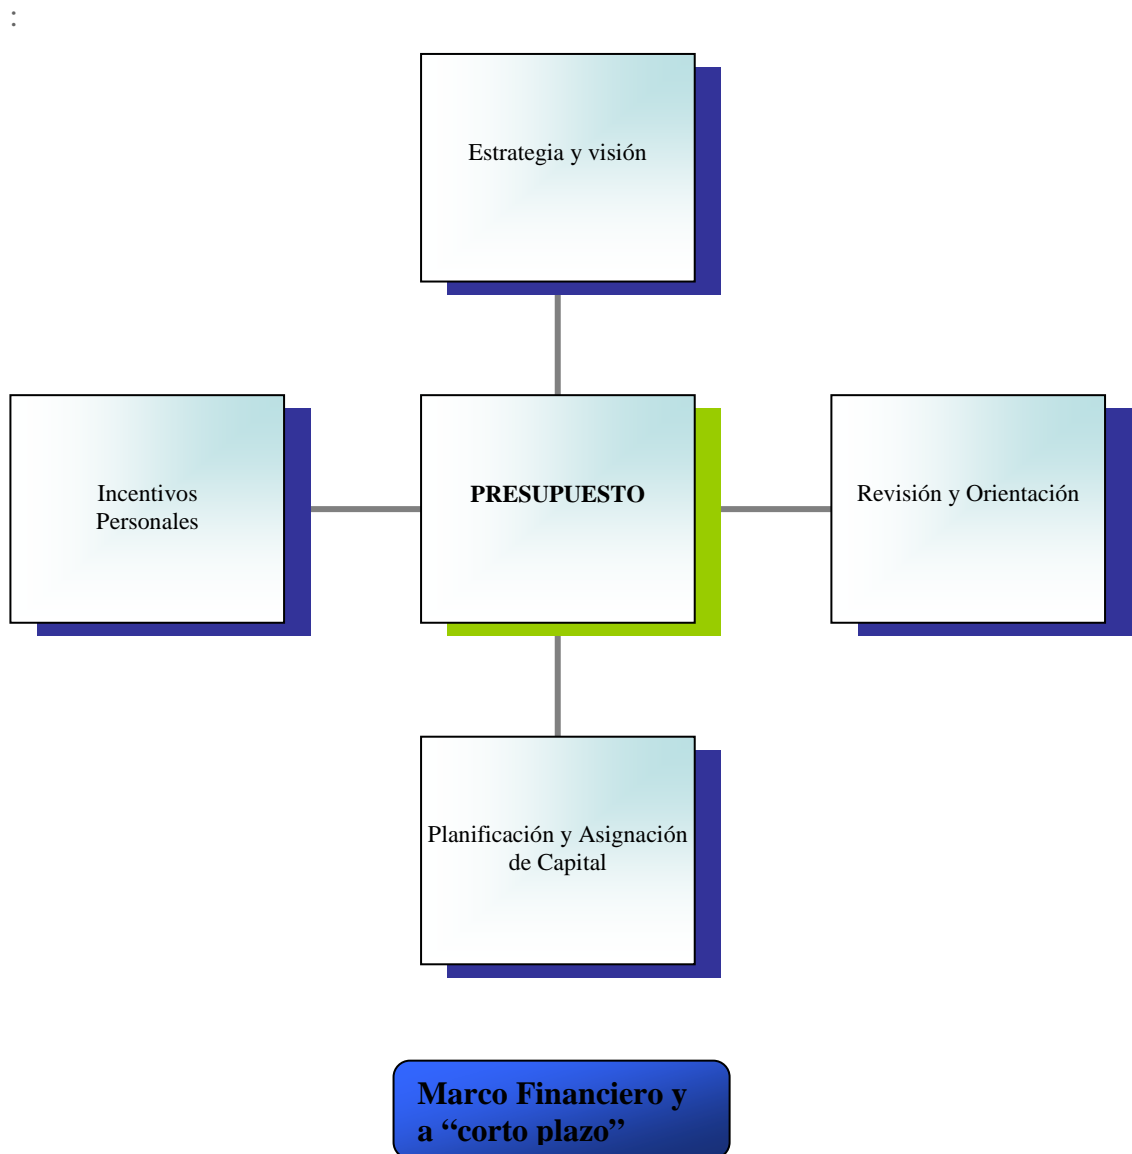 :
Estrategia y visión
Incentivos
Personales
PRESUPUESTO
Revisión y Orientación
Planificación y Asignación
de Capital
Marco Financiero y
a “corto plazo”